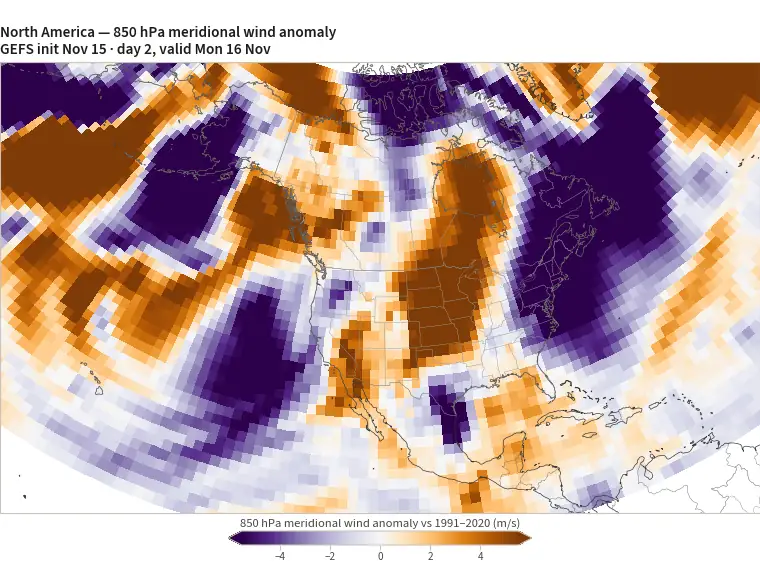 North America — 850 hPa meridional wind anomaly
GEFS init Nov 15 · day 2, valid Mon 16 Nov
850 hPa meridional wind anomaly vs 1991–2020 (m/s)
−4 −2 0 2 4